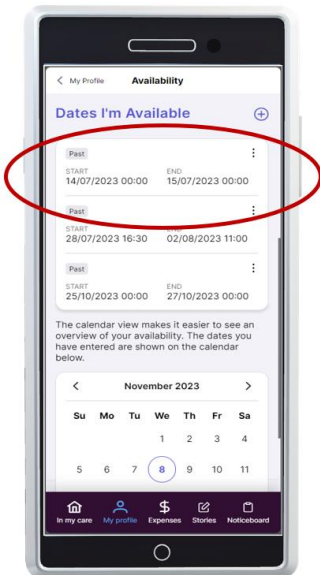 My Profile Availability
Dates I'm Available
Past
START END
14/07/2023 00:00 15/07/2023 00:00
Past
START END
28/07/2023 16:30 02/08/2023 11:00
Past
START END
25/10/2023 00:00 27/10/2023 00:00
The calendar view makes it easier to see an
overview of your availability. The dates you
have entered are shown on the calendar
below.
November 2023
Su Mo Tu We Th Fr Sa
1 2 3 4
5 6 7 8 9 10 11
In my care My profile Expenses Stories Noticeboard